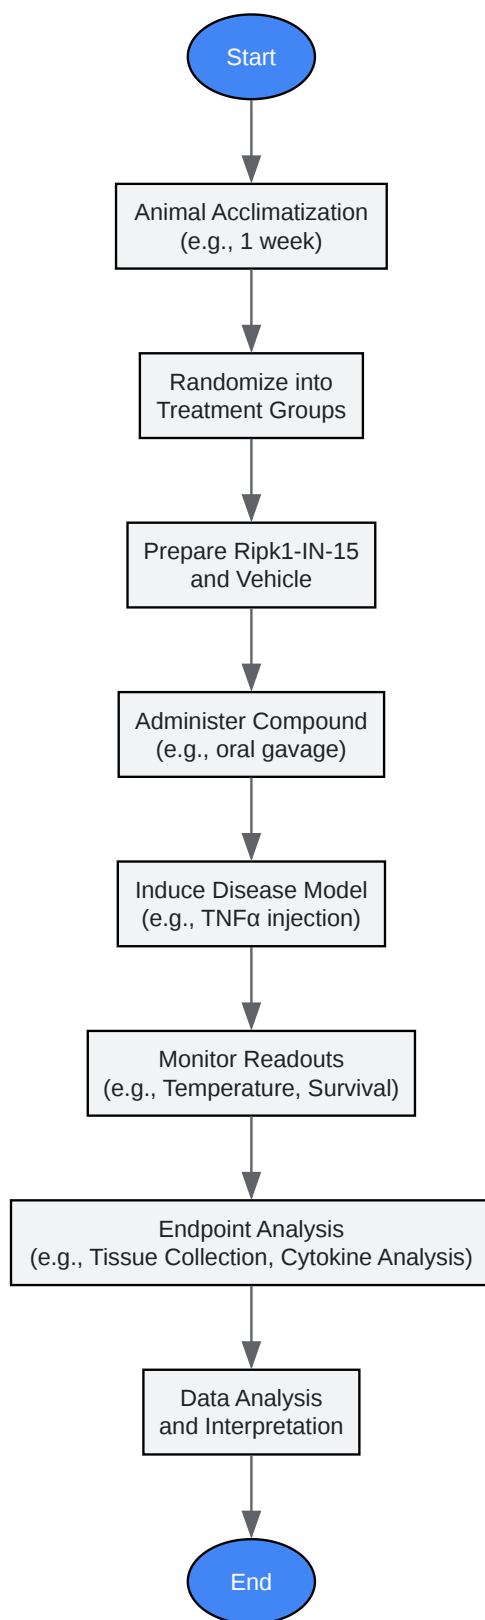 Start
Animal Acclimatization
(e.g., 1 week)
Randomize into
Treatment Groups
Prepare Ripk1-IN-15
and Vehicle
Administer Compound
(e.g., oral gavage)
Induce Disease Model
(e.g., TNFα injection)
Monitor Readouts
(e.g., Temperature, Survival)
Endpoint Analysis
(e.g., Tissue Collection, Cytokine Analysis)
Data Analysis
and Interpretation
End